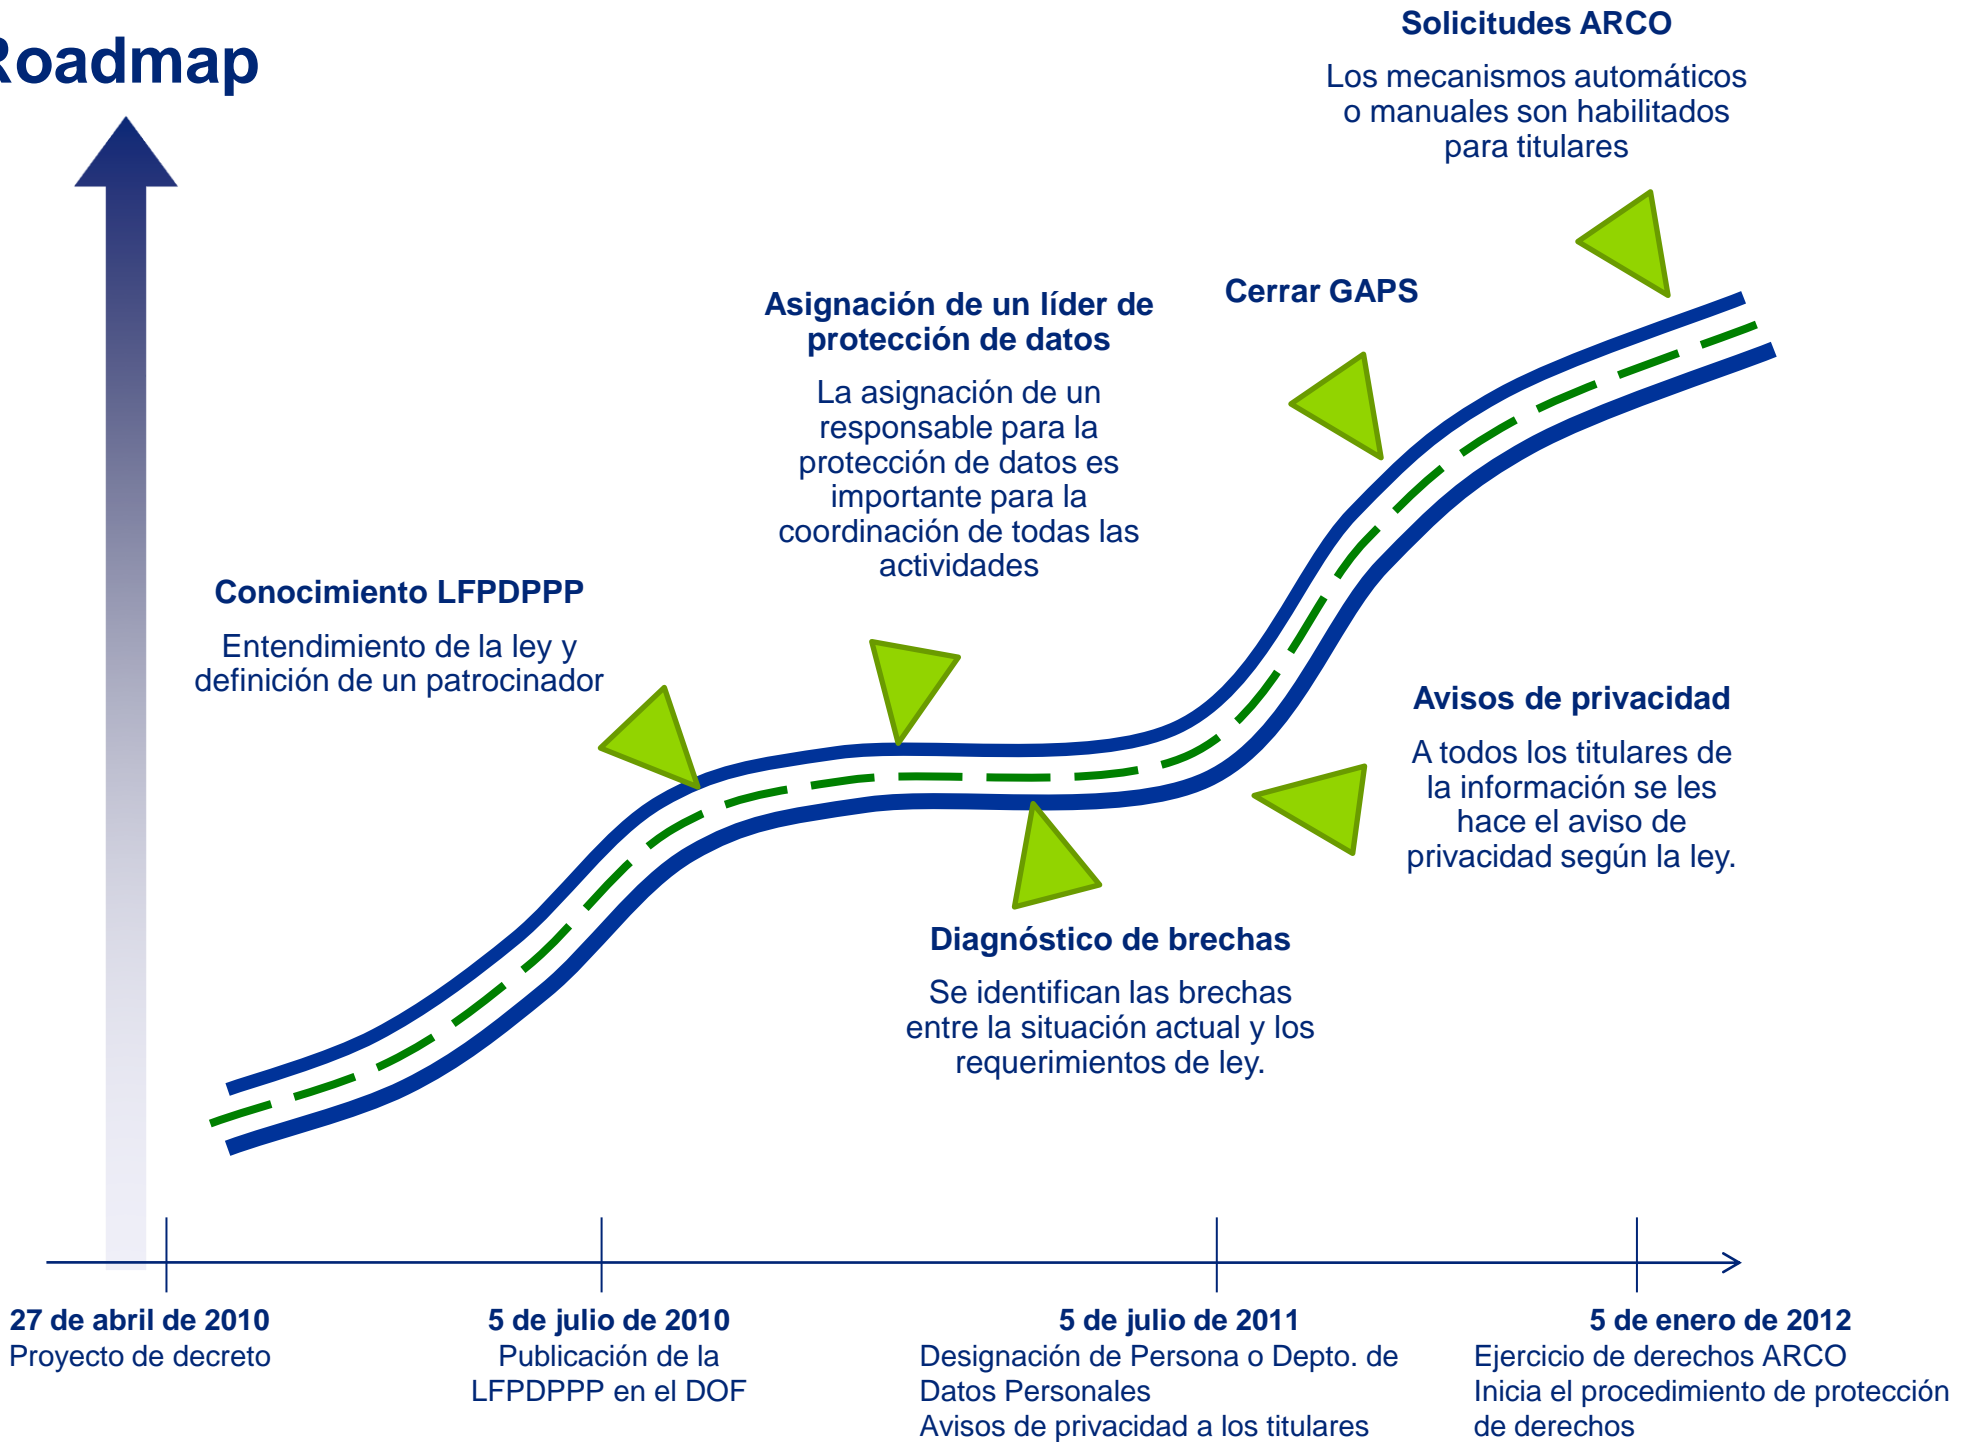 Roadmap
Solicitudes ARCO
Los mecanismos automáticos
o manuales son habilitados
para titulares
Cerrar GAPS
Asignación de un líder de
protección de datos
La asignación de un
responsable para la
protección de datos es
importante para la
coordinación de todas las
actividades
Conocimiento LFPDPPP
Entendimiento de la ley y
definición de un patrocinador
Avisos de privacidad
A todos los titulares de
la información se les
hace el aviso de
privacidad según la ley.
Diagnóstico de brechas
Se identifican las brechas
entre la situación actual y los
requerimientos de ley.
27 de abril de 2010
Proyecto de decreto
5 de julio de 2010
Publicación de la
LFPDPPP en el DOF
5 de julio de 2011
Designación de Persona o Depto. de
Datos Personales
Avisos de privacidad a los titulares
5 de enero de 2012
Ejercicio de derechos ARCO
Inicia el procedimiento de protección
de derechos